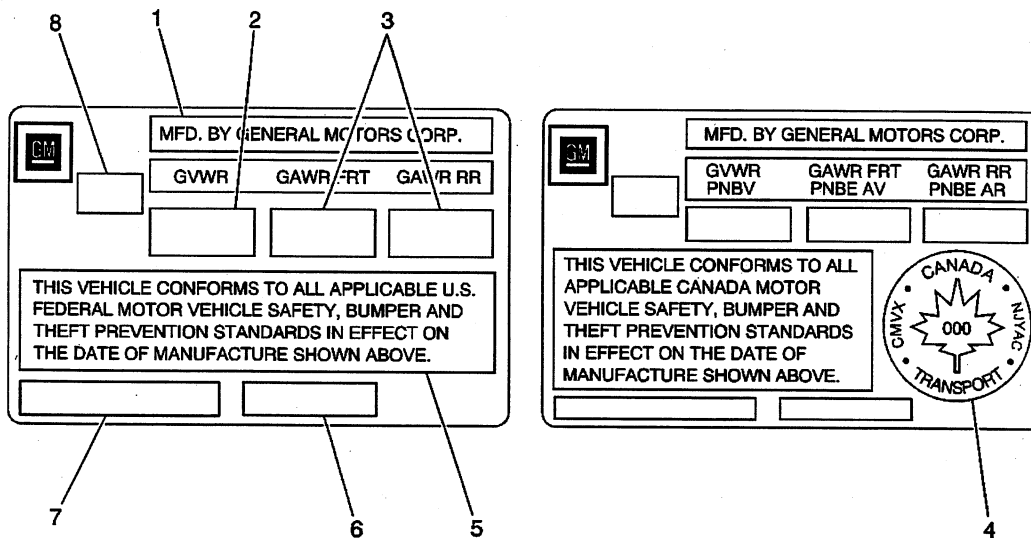 8
1
2
3
GM
MFD. BY GENERAL MOTORS CORP.
GVWR GAWR FRT GAWR RR
THIS VEHICLE CONFORMS TO ALL APPLICABLE U.S.
FEDERAL MOTOR VEHICLE SAFETY, BUMPER AND
THEFT PREVENTION STANDARDS IN EFFECT ON
THE DATE OF MANUFACTURE SHOWN ABOVE.
7
6
5
GM
MFD. BY GENERAL MOTORS CORP.
GVWR GAWR FRT GAWR RR
PNBV PNBE AV PNBE AR
THIS VEHICLE CONFORMS TO ALL
APPLICABLE CANADA MOTOR
VEHICLE SAFETY, BUMPER AND
THEFT PREVENTION STANDARDS
IN EFFECT ON THE DATE OF
MANUFACTURE SHOWN ABOVE.
CANADA
CMVX
000
NJYAC
TRANSPORT
4